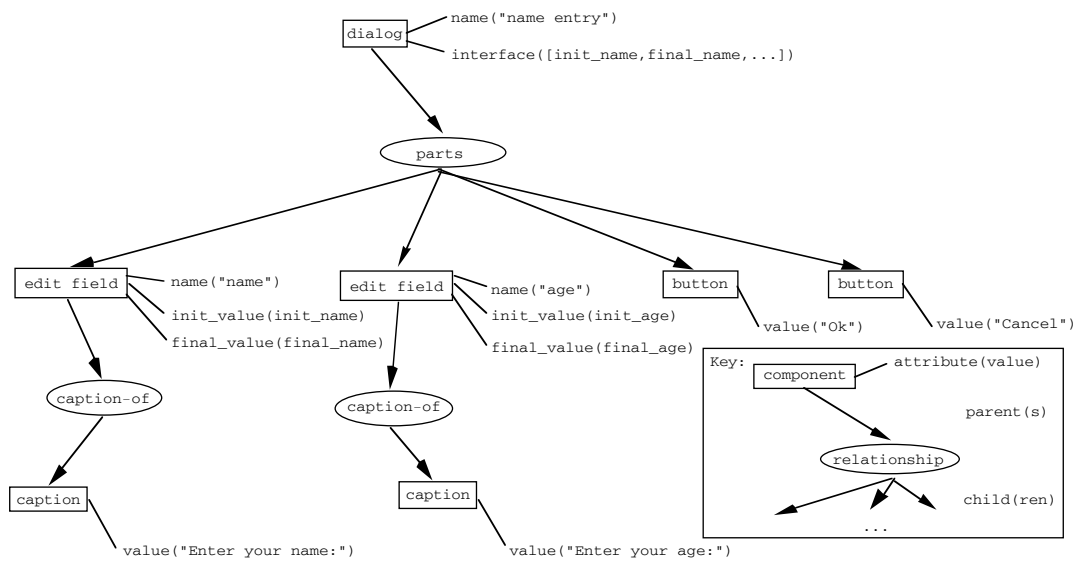 name("name entry")
dialog
interface([init_name,final_name,...])
parts
edit field
name("name")
init_value(init_name)
final_value(final_name)
edit field
name("age")
init_value(init_age)
final_value(final_age)
button
value("Ok")
button
value("Cancel")
caption-of
caption-of
caption
value("Enter your name:")
caption
value("Enter your age:")
Key:
component
attribute(value)
parent(s)
relationship
child(ren)
...